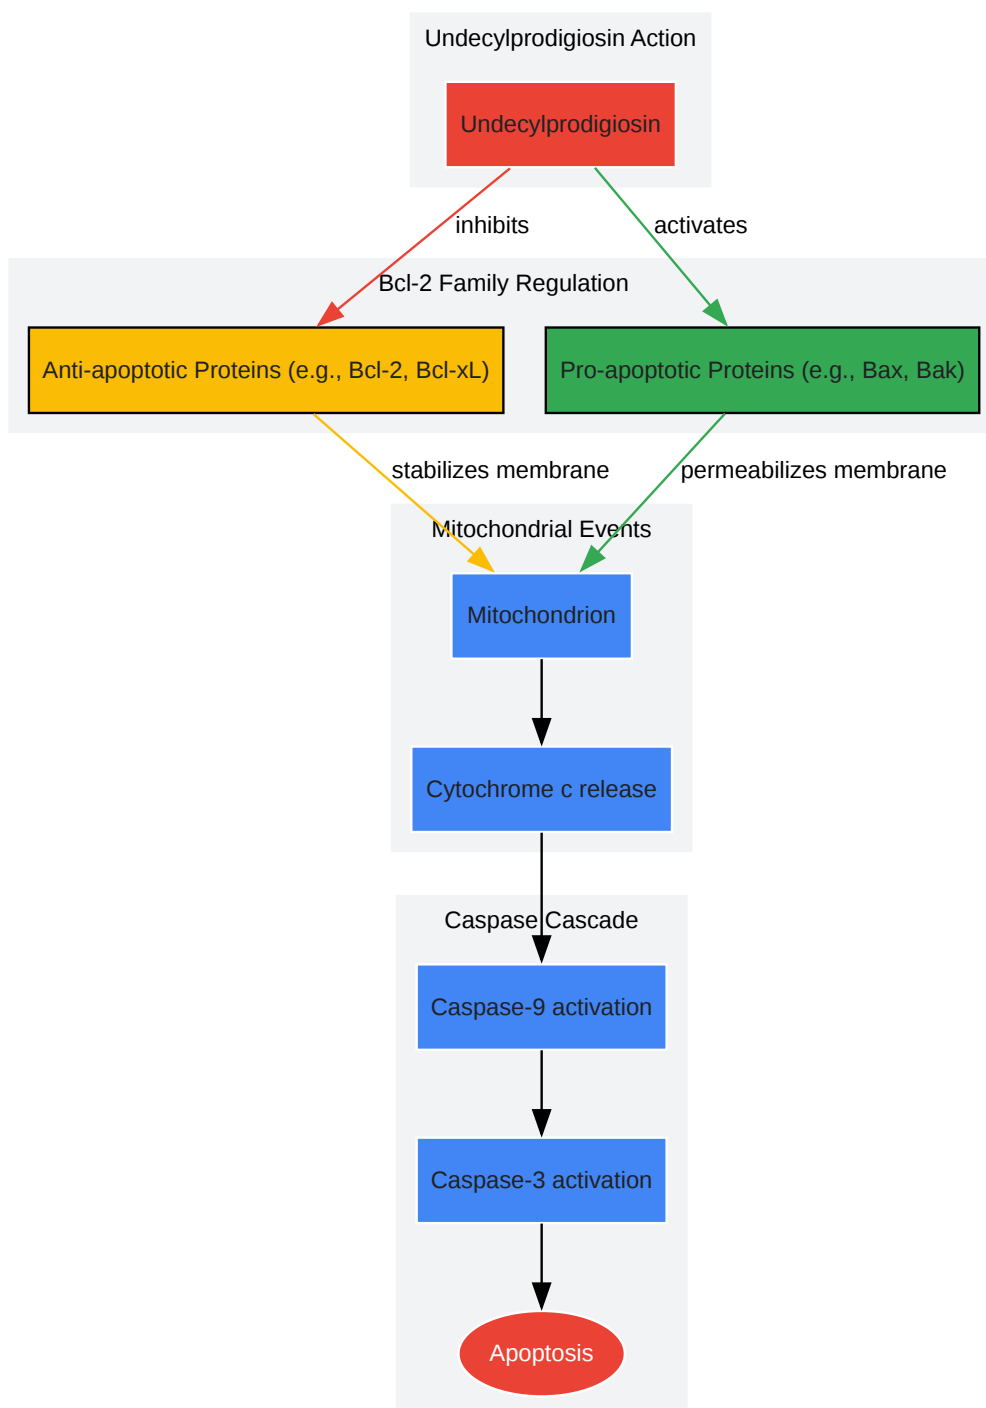 Undecylprodigiosin Action
Undecylprodigiosin
inhibits
activates
Bcl-2 Family Regulation
Anti-apoptotic Proteins (e.g., Bcl-2, Bcl-xL)
Pro-apoptotic Proteins (e.g., Bax, Bak)
stabilizes membrane
permeabilizes membrane
Mitochondrial Events
Mitochondrion
Cytochrome c release
Caspase Cascade
Caspase-9 activation
Caspase-3 activation
Apoptosis